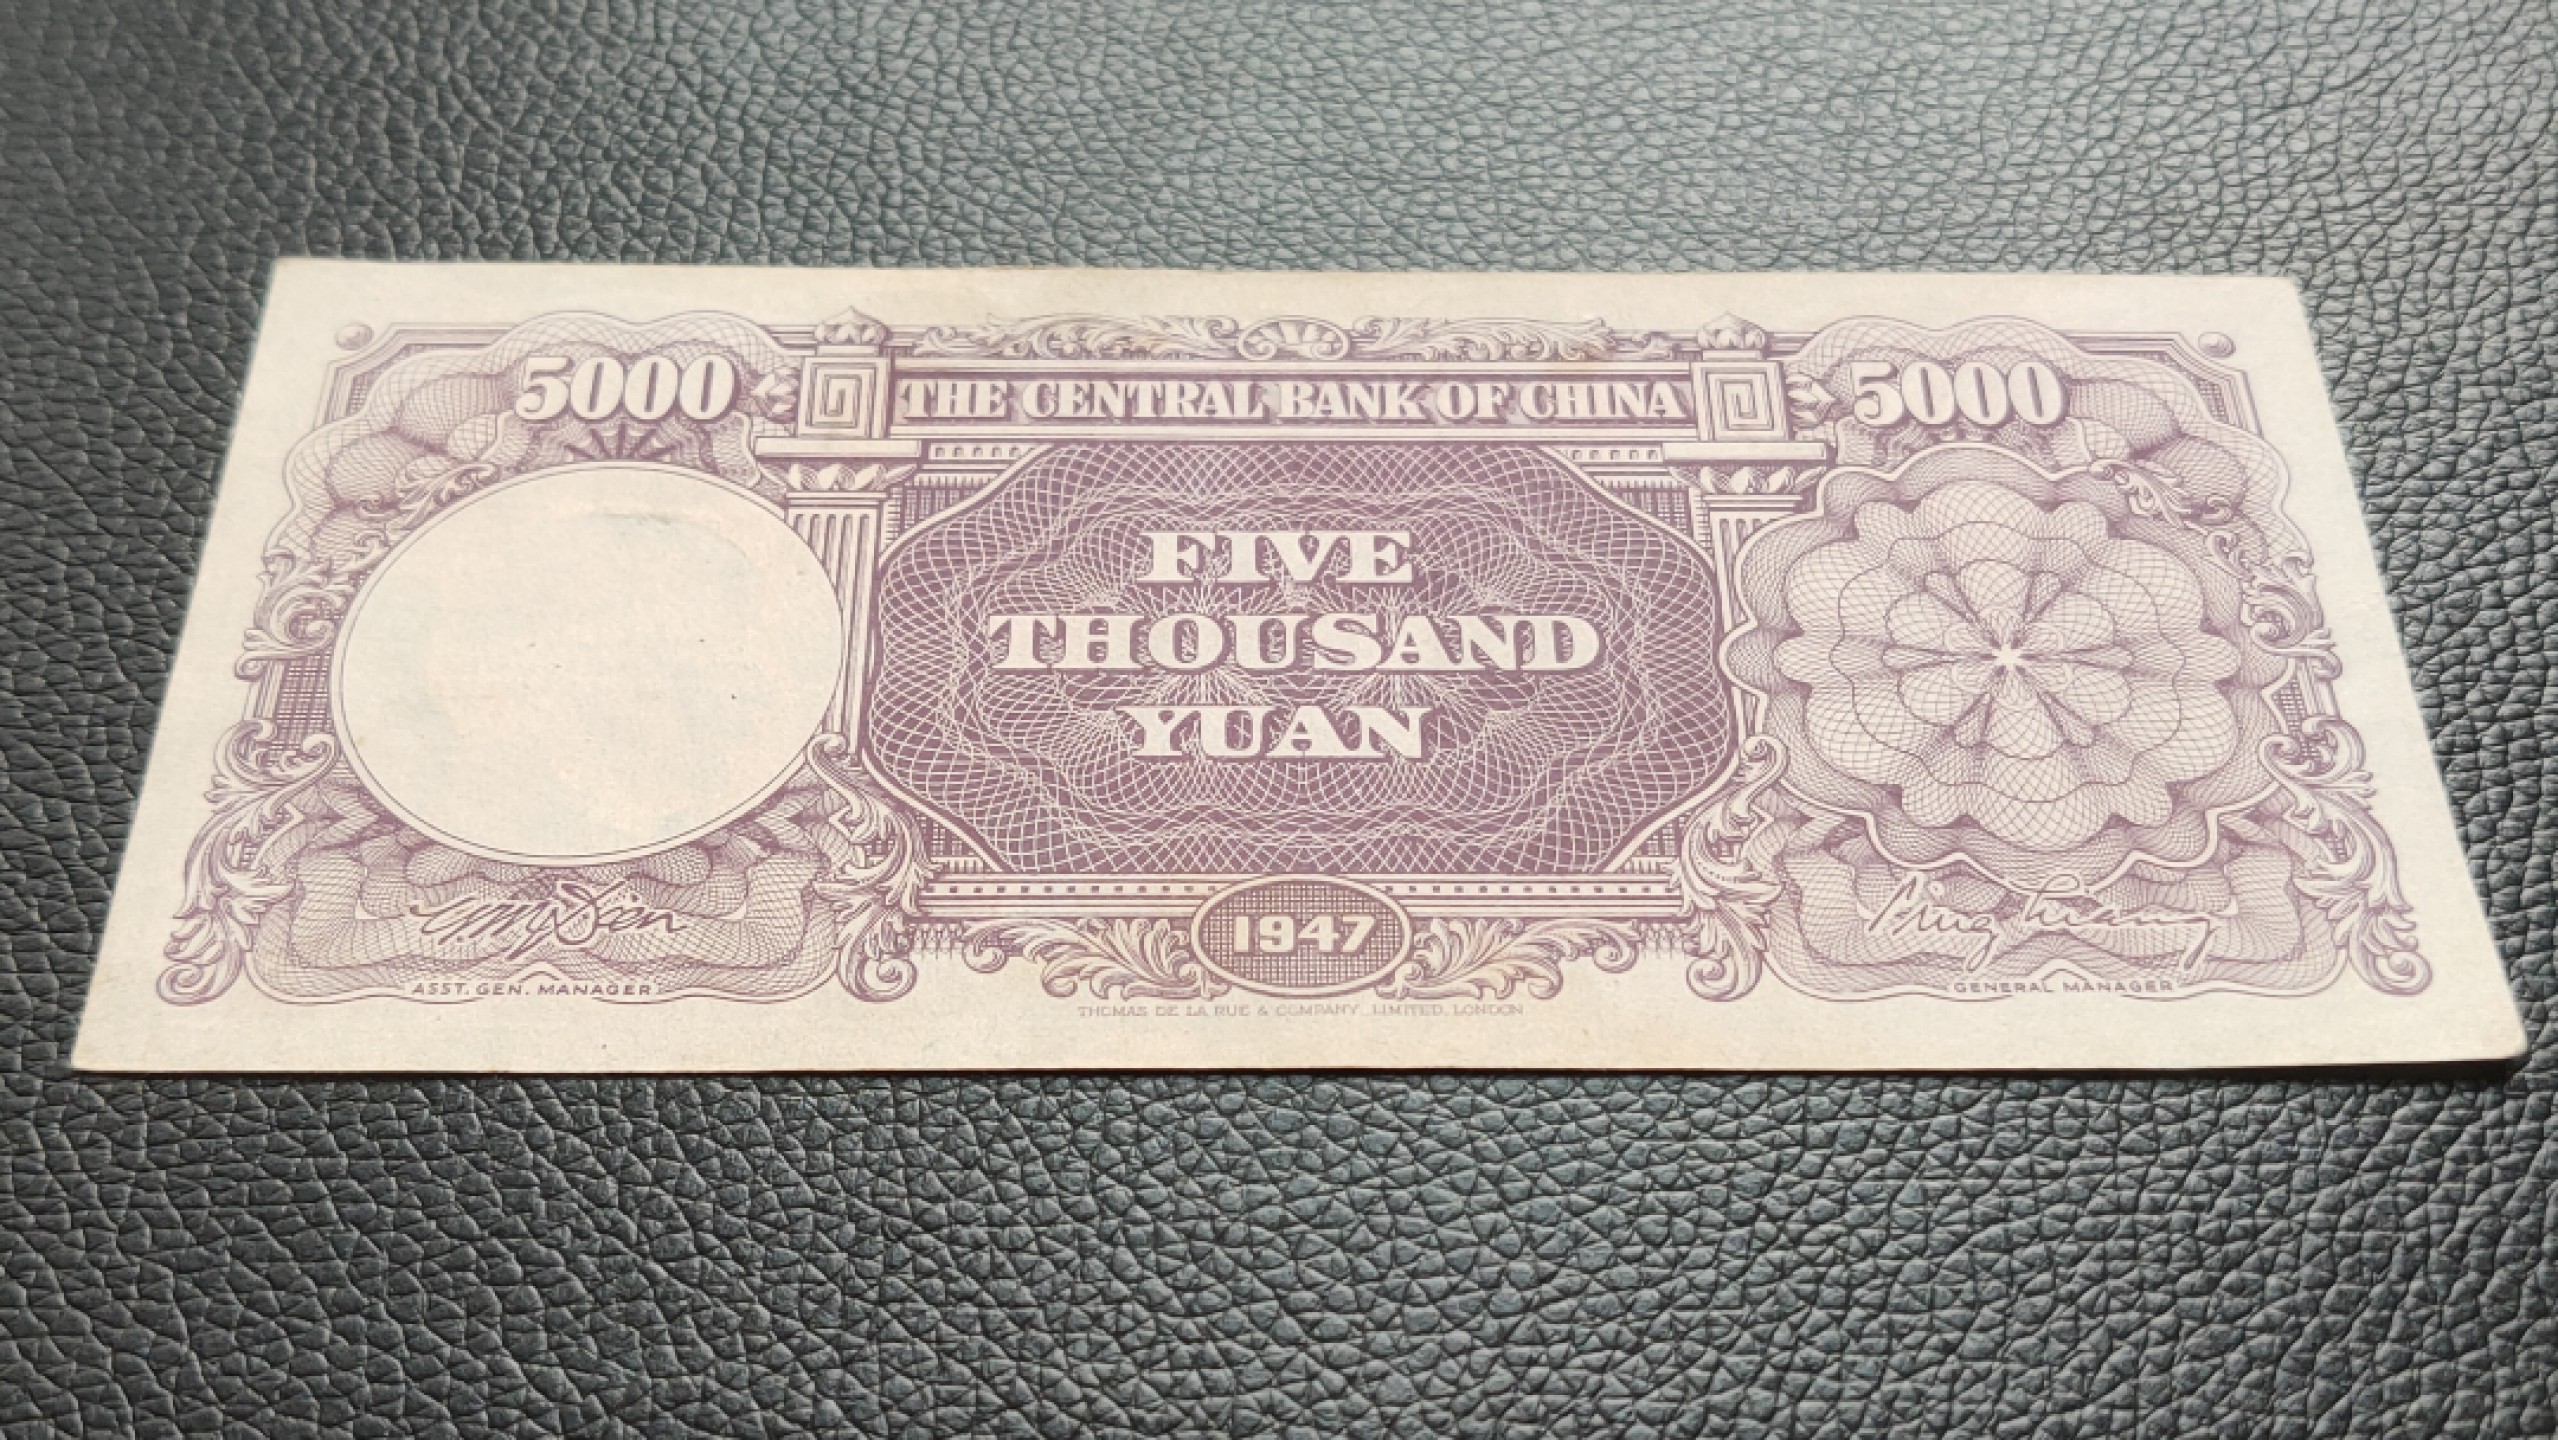 5000 THE CENTRAL BANK OF CHINA 5000
FIVE
THOUSAND
YUAN
1947
ASST. GEN. MANAGER
GENERAL MANAGER
THOMAS DE LA RUE & COMPANY, LIMITED, LONDON